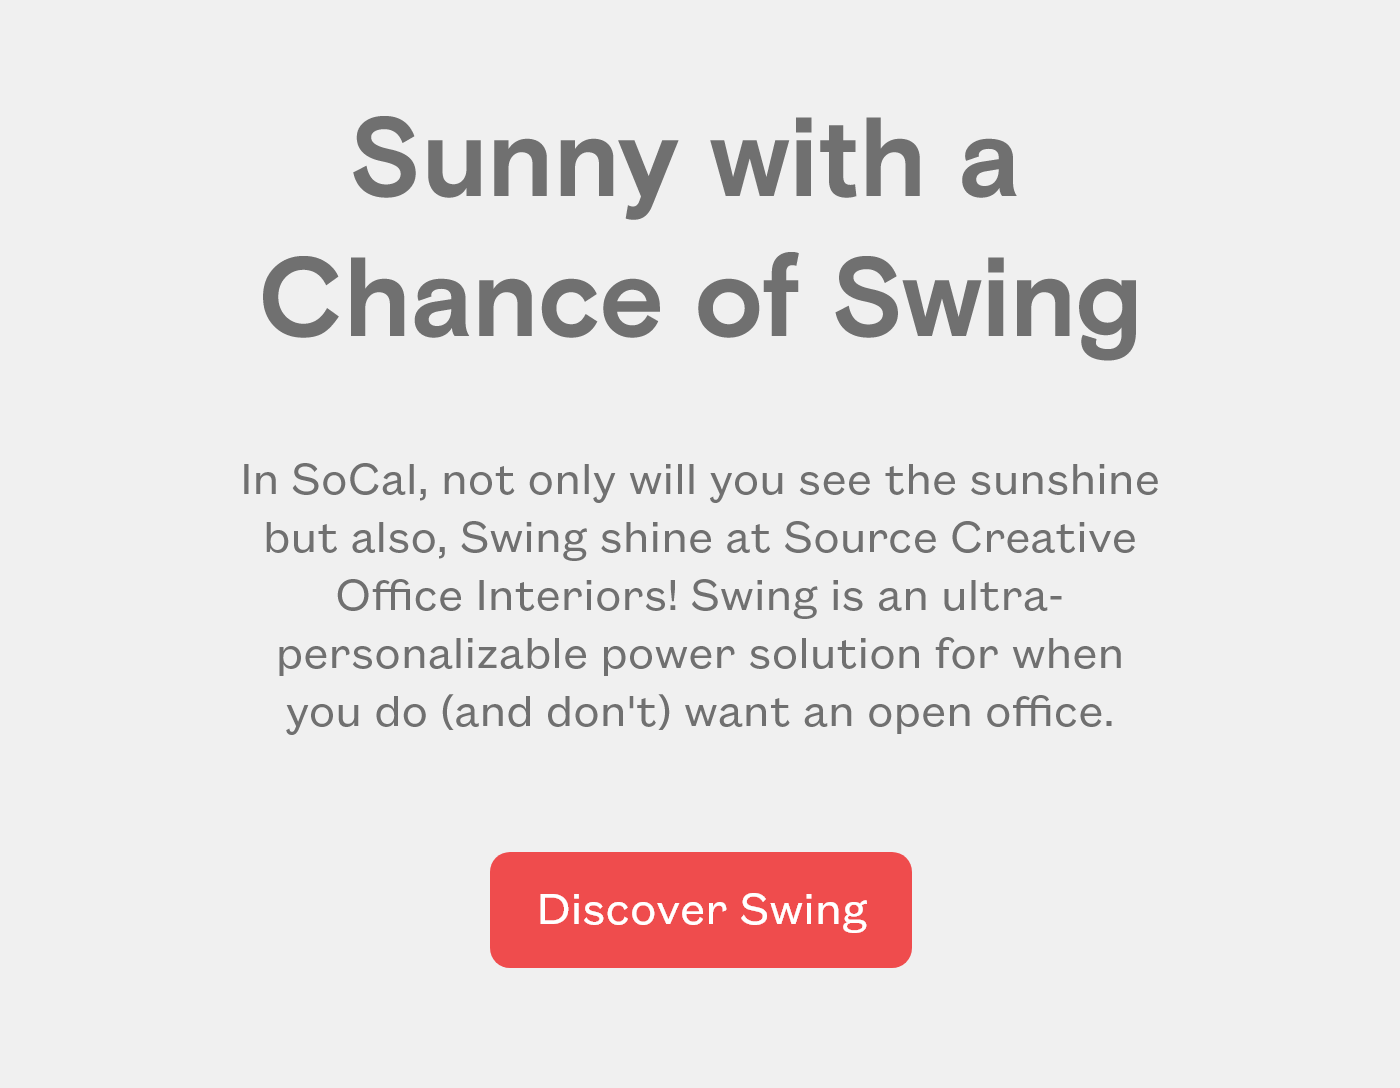 Sunny with a
Chance of Swing
In SoCal, not only will you see the sunshine
but also, Swing shine at Source Creative
Office Interiors! Swing is an ultra-
personalizable power solution for when
you do (and don't) want an open office.
Discover Swing